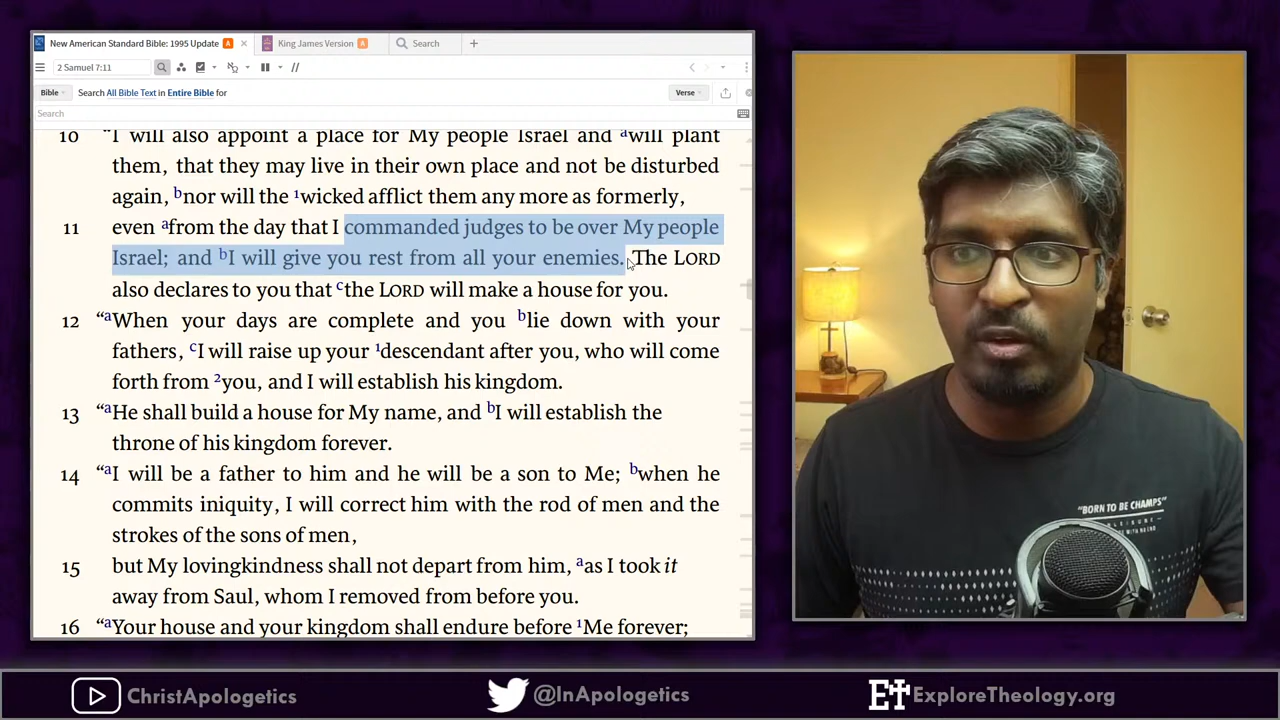 New American Standard Bible: 1995 Update A × King James Version A Search +
2 Samuel 7:11
Bible Search All Bible Text in Entire Bible for Verse
Search
10 “I will also appoint a place for My people Israel and ᵃwill plant
them, that they may live in their own place and not be disturbed
again, ᵇnor will the ¹wicked afflict them any more as formerly,
11 even ᵃfrom the day that I commanded judges to be over My people
Israel; and ᵇI will give you rest from all your enemies. The LORD
also declares to you that ᶜthe LORD will make a house for you.
12 “ᵃWhen your days are complete and you ᵇlie down with your
fathers, ᶜI will raise up your ¹descendant after you, who will come
forth from ²you, and I will establish his kingdom.
13 “ᵃHe shall build a house for My name, and ᵇI will establish the
throne of his kingdom forever.
14 “ᵃI will be a father to him and he will be a son to Me; ᵇwhen he
commits iniquity, I will correct him with the rod of men and the
strokes of the sons of men,
15 but My lovingkindness shall not depart from him, ᵃas I took it
away from Saul, whom I removed from before you.
16 “ᵃYour house and your kingdom shall endure before ¹Me forever;
"BORN TO BE CHAMPS"
ChristApologetics
@InApologetics
ET ExploreTheology.org